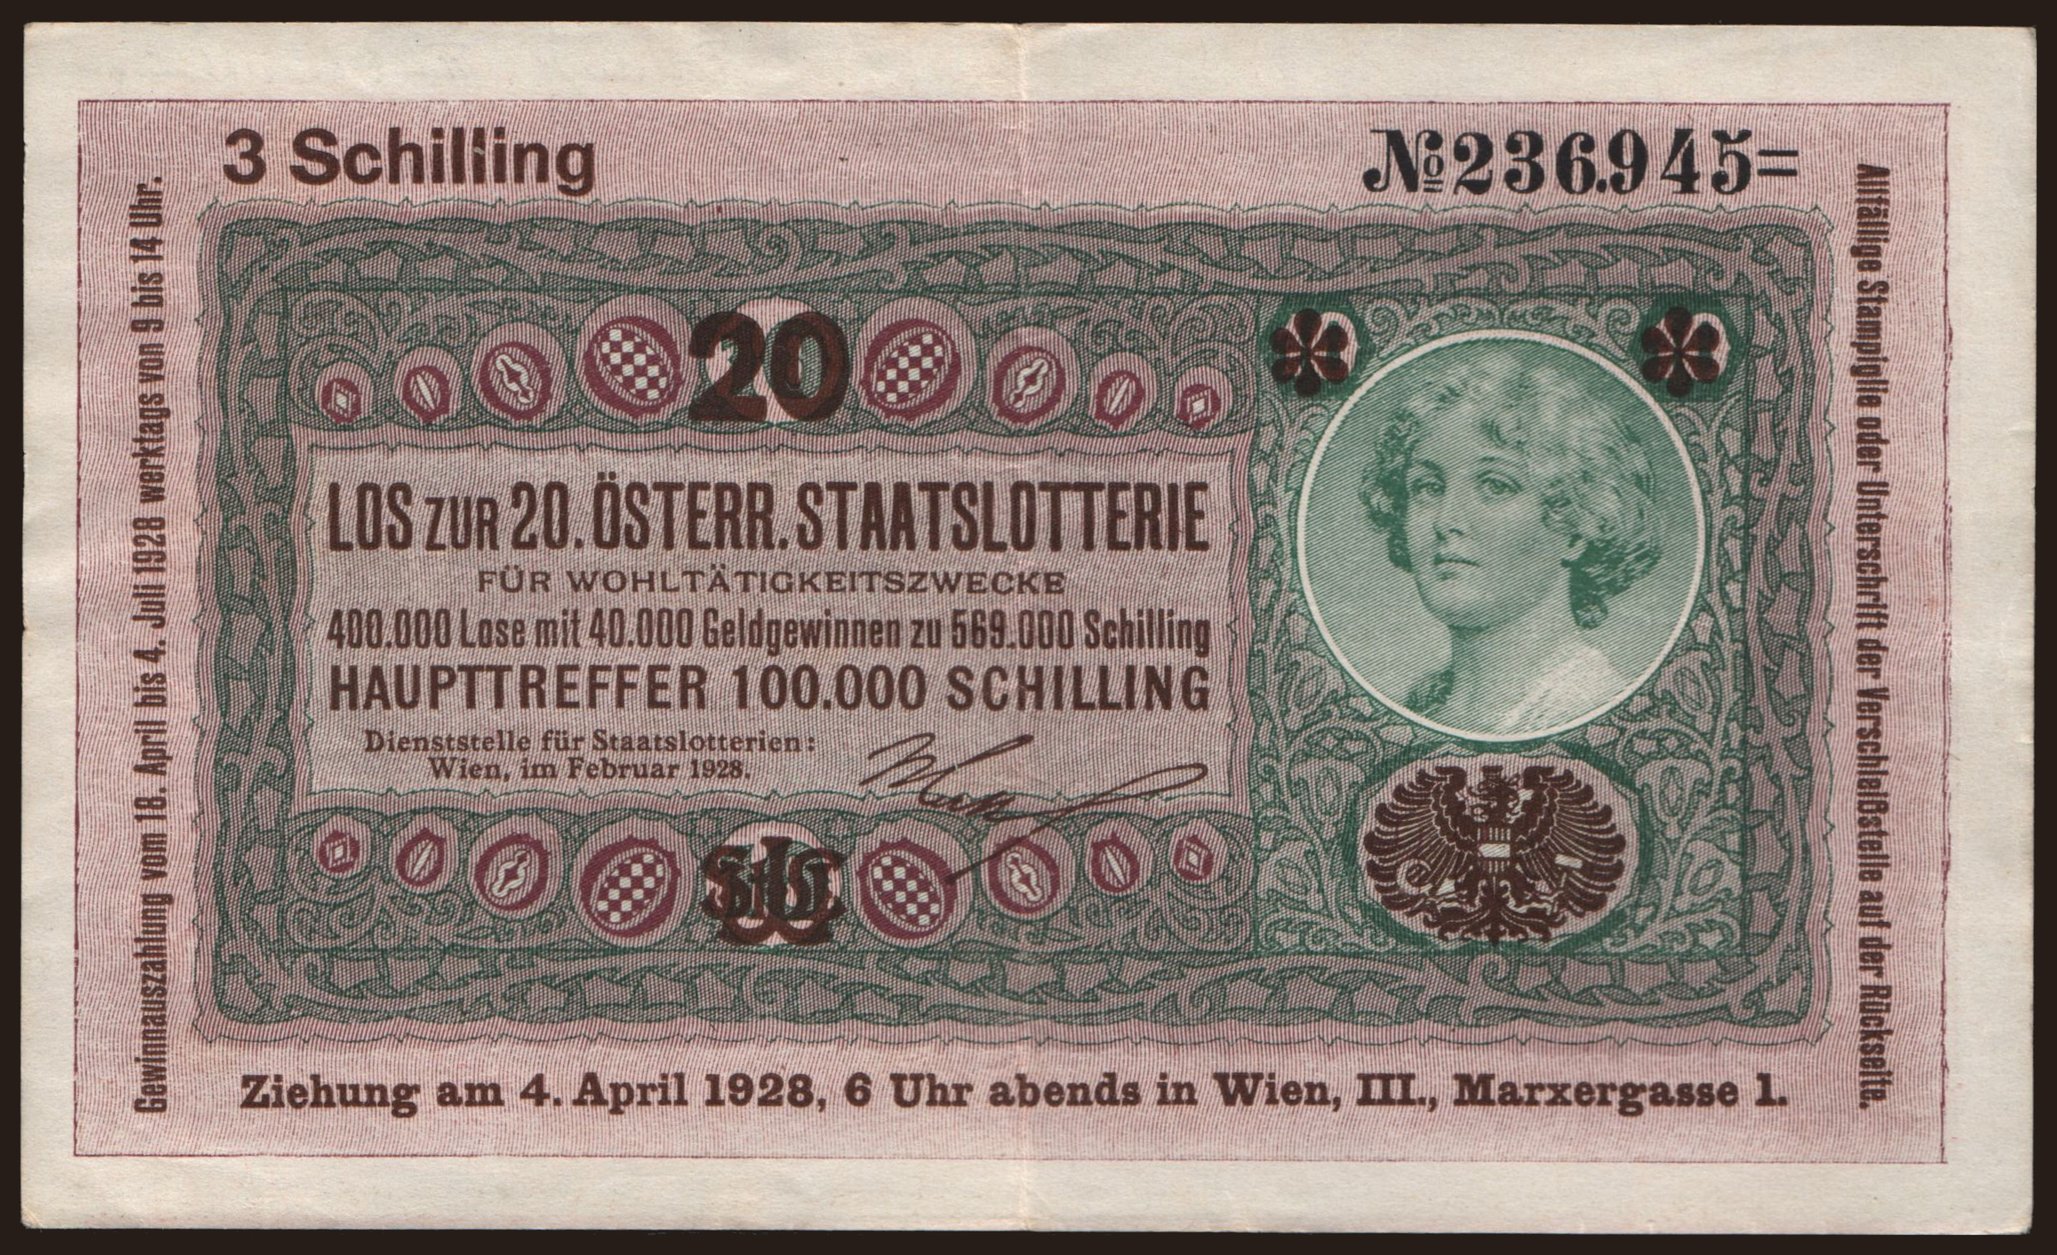 3 Schilling
№ 236.945=
Gewinnauszahlung vom 18. April bis 4. Juli 1928 werktags von 9 bis 14 Uhr.
20
LOS ZUR 20. ÖSTERR. STAATSLOTTERIE
FÜR WOHLTÄTIGKEITSZWECKE
400.000 Lose mit 40.000 Geldgewinnen zu 569.000 Schilling
HAUPTTREFFER 100.000 SCHILLING
Dienststelle für Staatslotterien:
Wien, im Februar 1928.
Ziehung am 4. April 1928, 6 Uhr abends in Wien, III., Marxergasse 1.
Allfällige Stampiglie oder Unterschrift der Verschleißstelle auf der Rückseite.